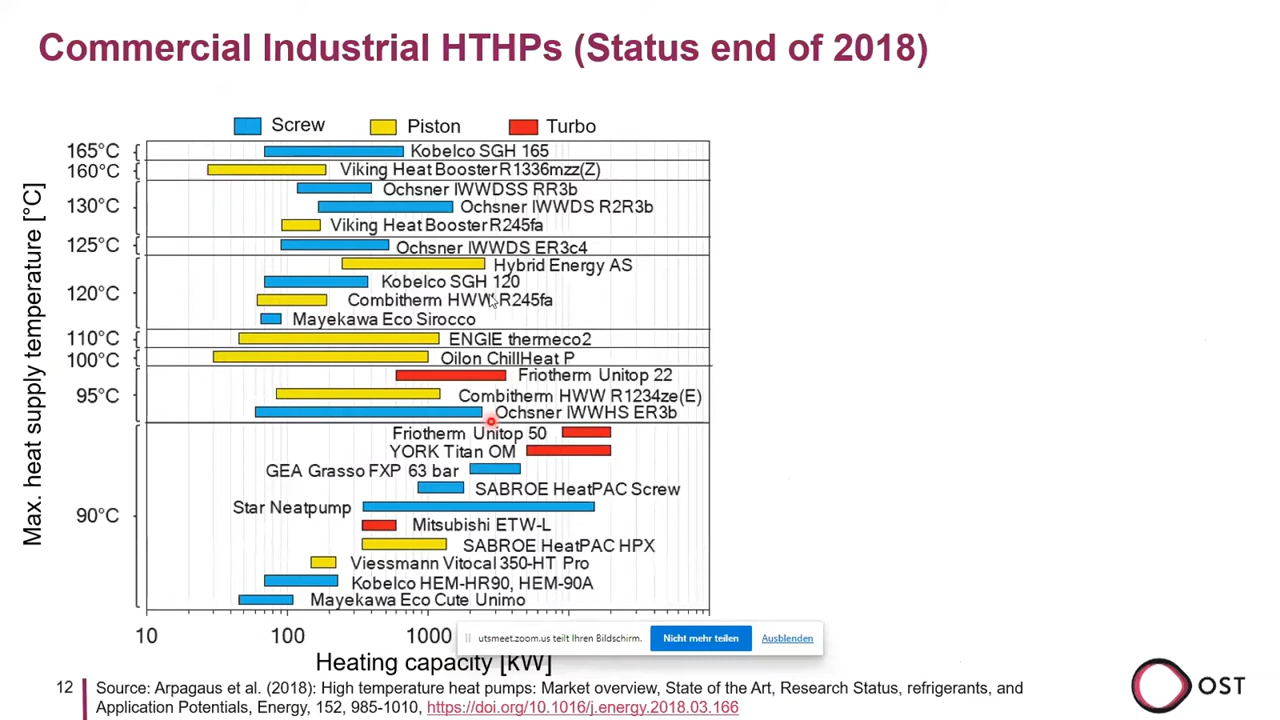 Commercial Industrial HTHPs (Status end of 2018)
Screw
Piston
Turbo
Max. heat supply temperature [°C]
165°C
Kobelco SGH 165
160°C
Viking Heat Booster R1336mzz(Z)
Ochsner IWWDSS RR3b
130°C
Ochsner IWWDS R2R3b
Viking Heat Booster R245fa
125°C
Ochsner IWWDS ER3c4
Hybrid Energy AS
Kobelco SGH 120
120°C
Combitherm HWW R245fa
Mayekawa Eco Sirocco
110°C
ENGIE thermeco2
100°C
Oilon ChillHeat P
Friotherm Unitop 22
95°C
Combitherm HWW R1234ze(E)
Ochsner IWWHS ER3b
Friotherm Unitop 50
YORK Titan OM
GEA Grasso FXP 63 bar
SABROE HeatPAC Screw
Star Neatpump
90°C
Mitsubishi ETW-L
SABROE HeatPAC HPX
Viessmann Vitocal 350-HT Pro
Kobelco HEM-HR90, HEM-90A
Mayekawa Eco Cute Unimo
10
100
1000
utsmeet.zoom.us teilt Ihren Bildschirm.
Nicht mehr teilen
Ausblenden
Heating capacity [kW]
12
Source: Arpagaus et al. (2018): High temperature heat pumps: Market overview, State of the Art, Research Status, refrigerants, and
Application Potentials, Energy, 152, 985-1010, https://doi.org/10.1016/j.energy.2018.03.166
OST